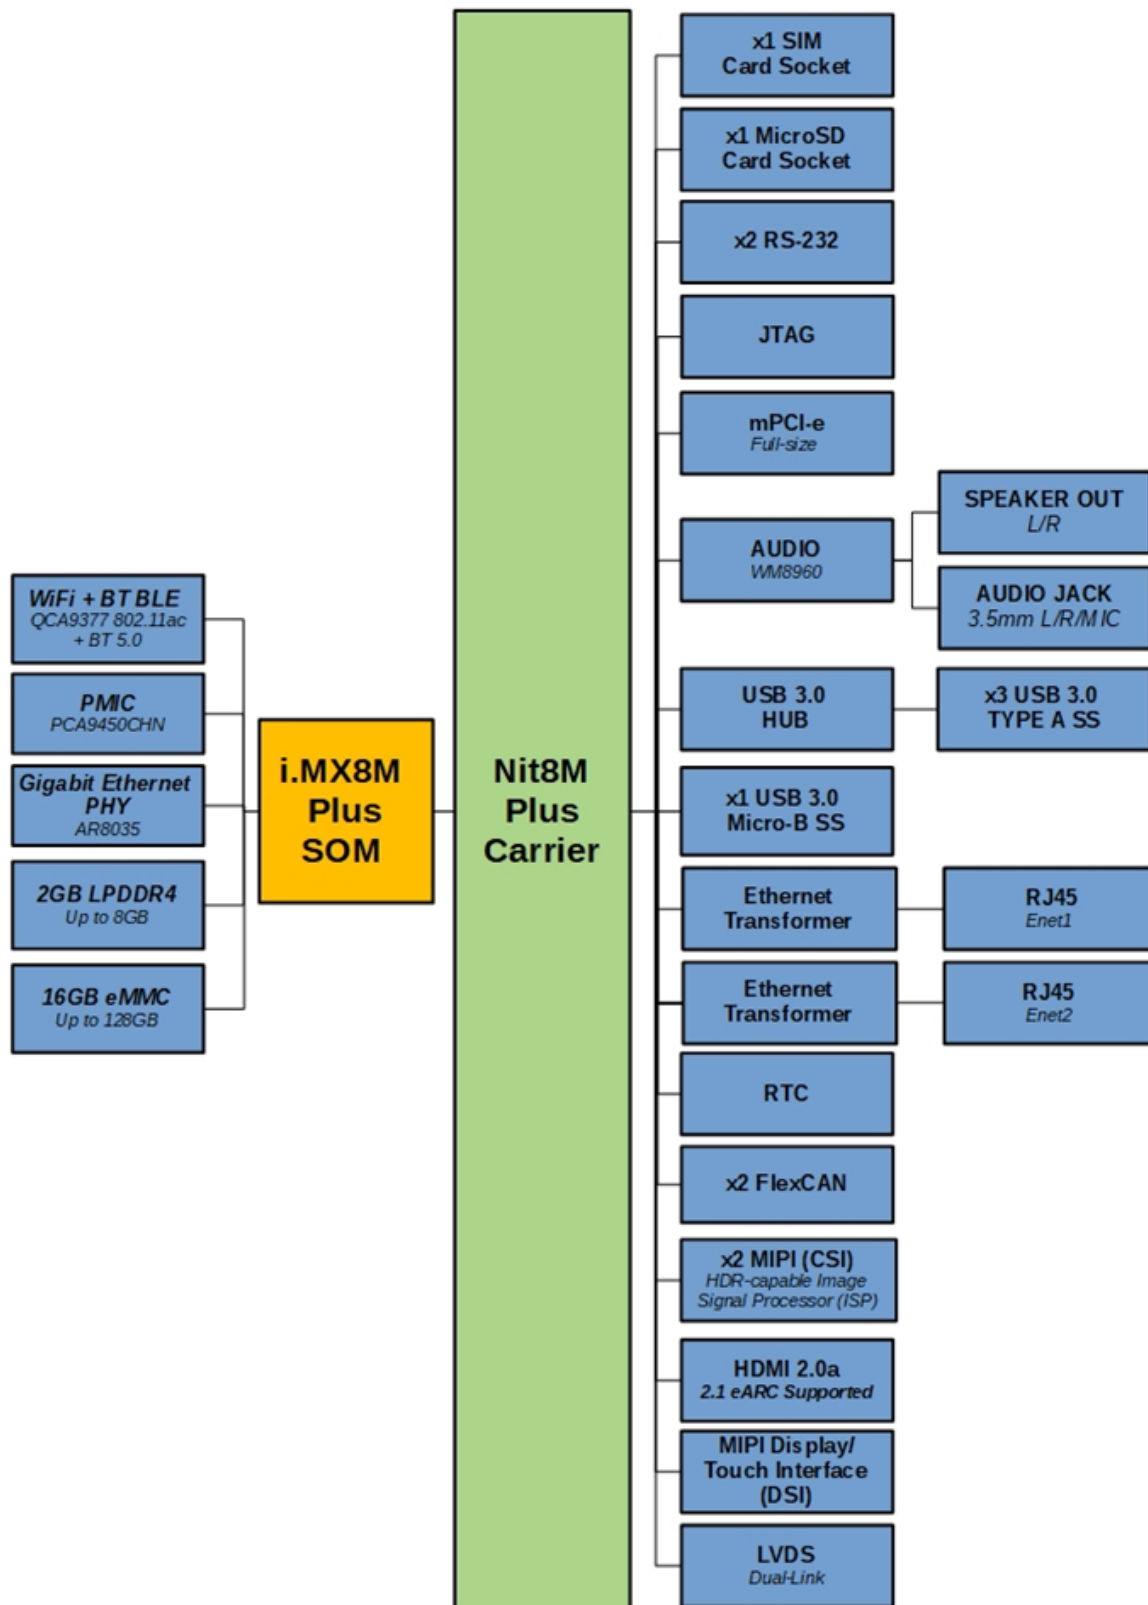 x1 SIM
Card Socket
x1 MicroSD
Card Socket
x2 RS-232
JTAG
mPCI-e
Full-size
AUDIO
WM8960
SPEAKER OUT
L/R
AUDIO JACK
3.5mm L/R/MIC
WiFi + BT BLE
QCA9377 802.11ac
+ BT 5.0
PMIC
PCA9450CHN
Gigabit Ethernet
PHY
AR8035
2GB LPDDR4
Up to 8GB
16GB eMMC
Up to 128GB
i.MX8M
Plus
SOM
Nit8M
Plus
Carrier
USB 3.0
HUB
x3 USB 3.0
TYPE A SS
x1 USB 3.0
Micro-B SS
Ethernet
Transformer
RJ45
Enet1
Ethernet
Transformer
RJ45
Enet2
RTC
x2 FlexCAN
x2 MIPI (CSI)
HDR-capable Image
Signal Processor (ISP)
HDMI 2.0a
2.1 eARC Supported
MIPI Display/
Touch Interface
(DSI)
LVDS
Dual-Link